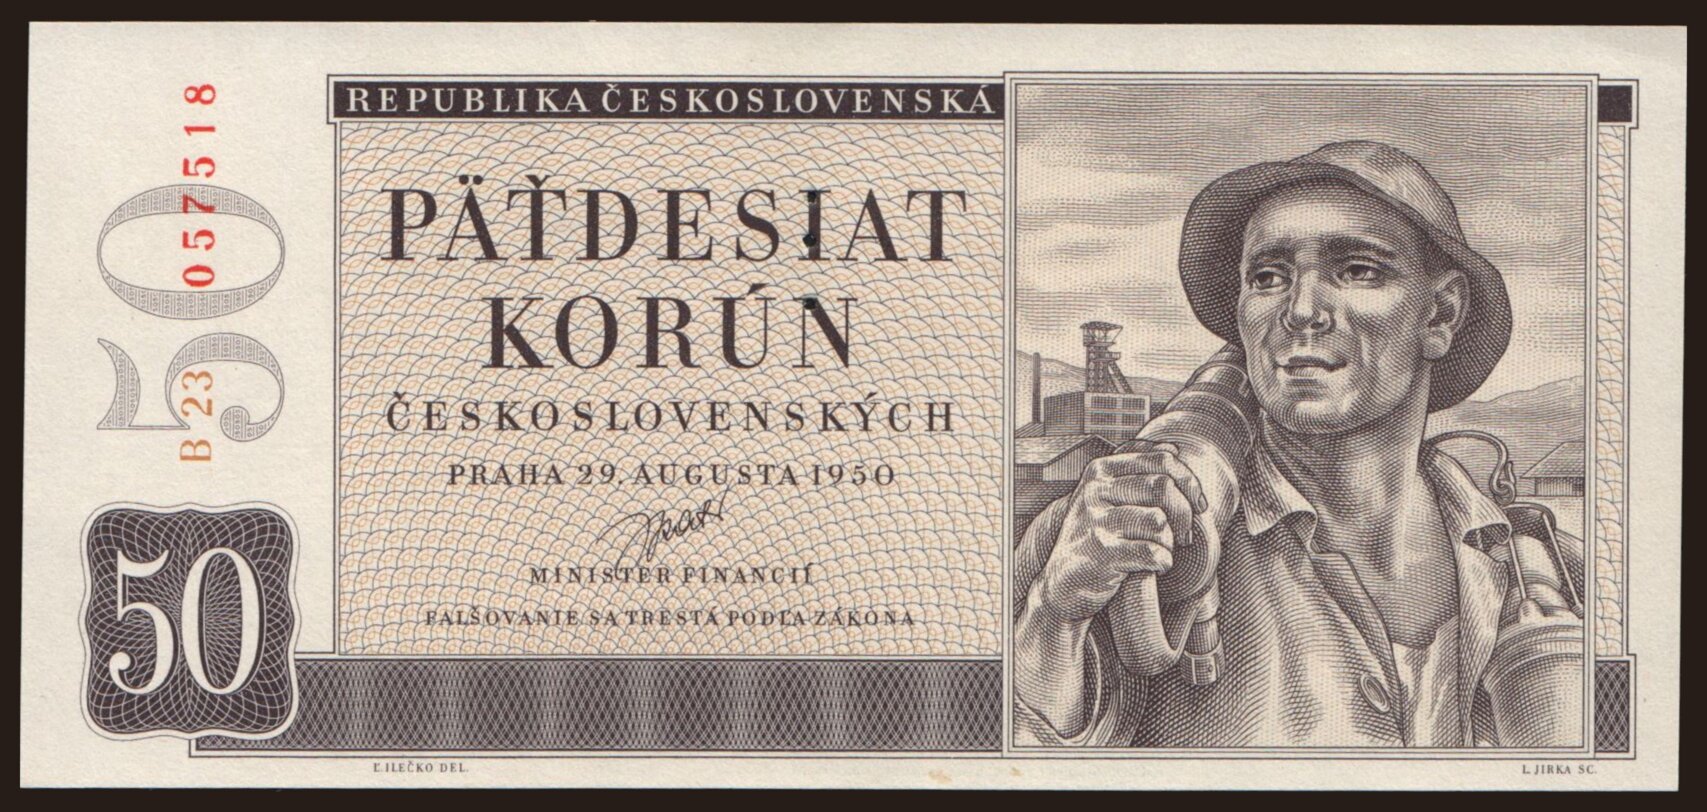 REPUBLIKA ČESKOSLOVENSKÁ
PÄŤDESIAT
KORÚN
ČESKOSLOVENSKÝCH
PRAHA 29. AUGUSTA 1950
MINISTER FINANCIÍ
FALŠOVANIE SA TRESTÁ PODĽA ZÁKONA
B 23 057518
50
50
Ľ. ILEČKO DEL.
L. JIRKA SC.